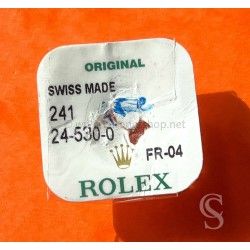 ORIGINAL
SWISS MADE
241
24-530-0
FR-04
ROLEX
S